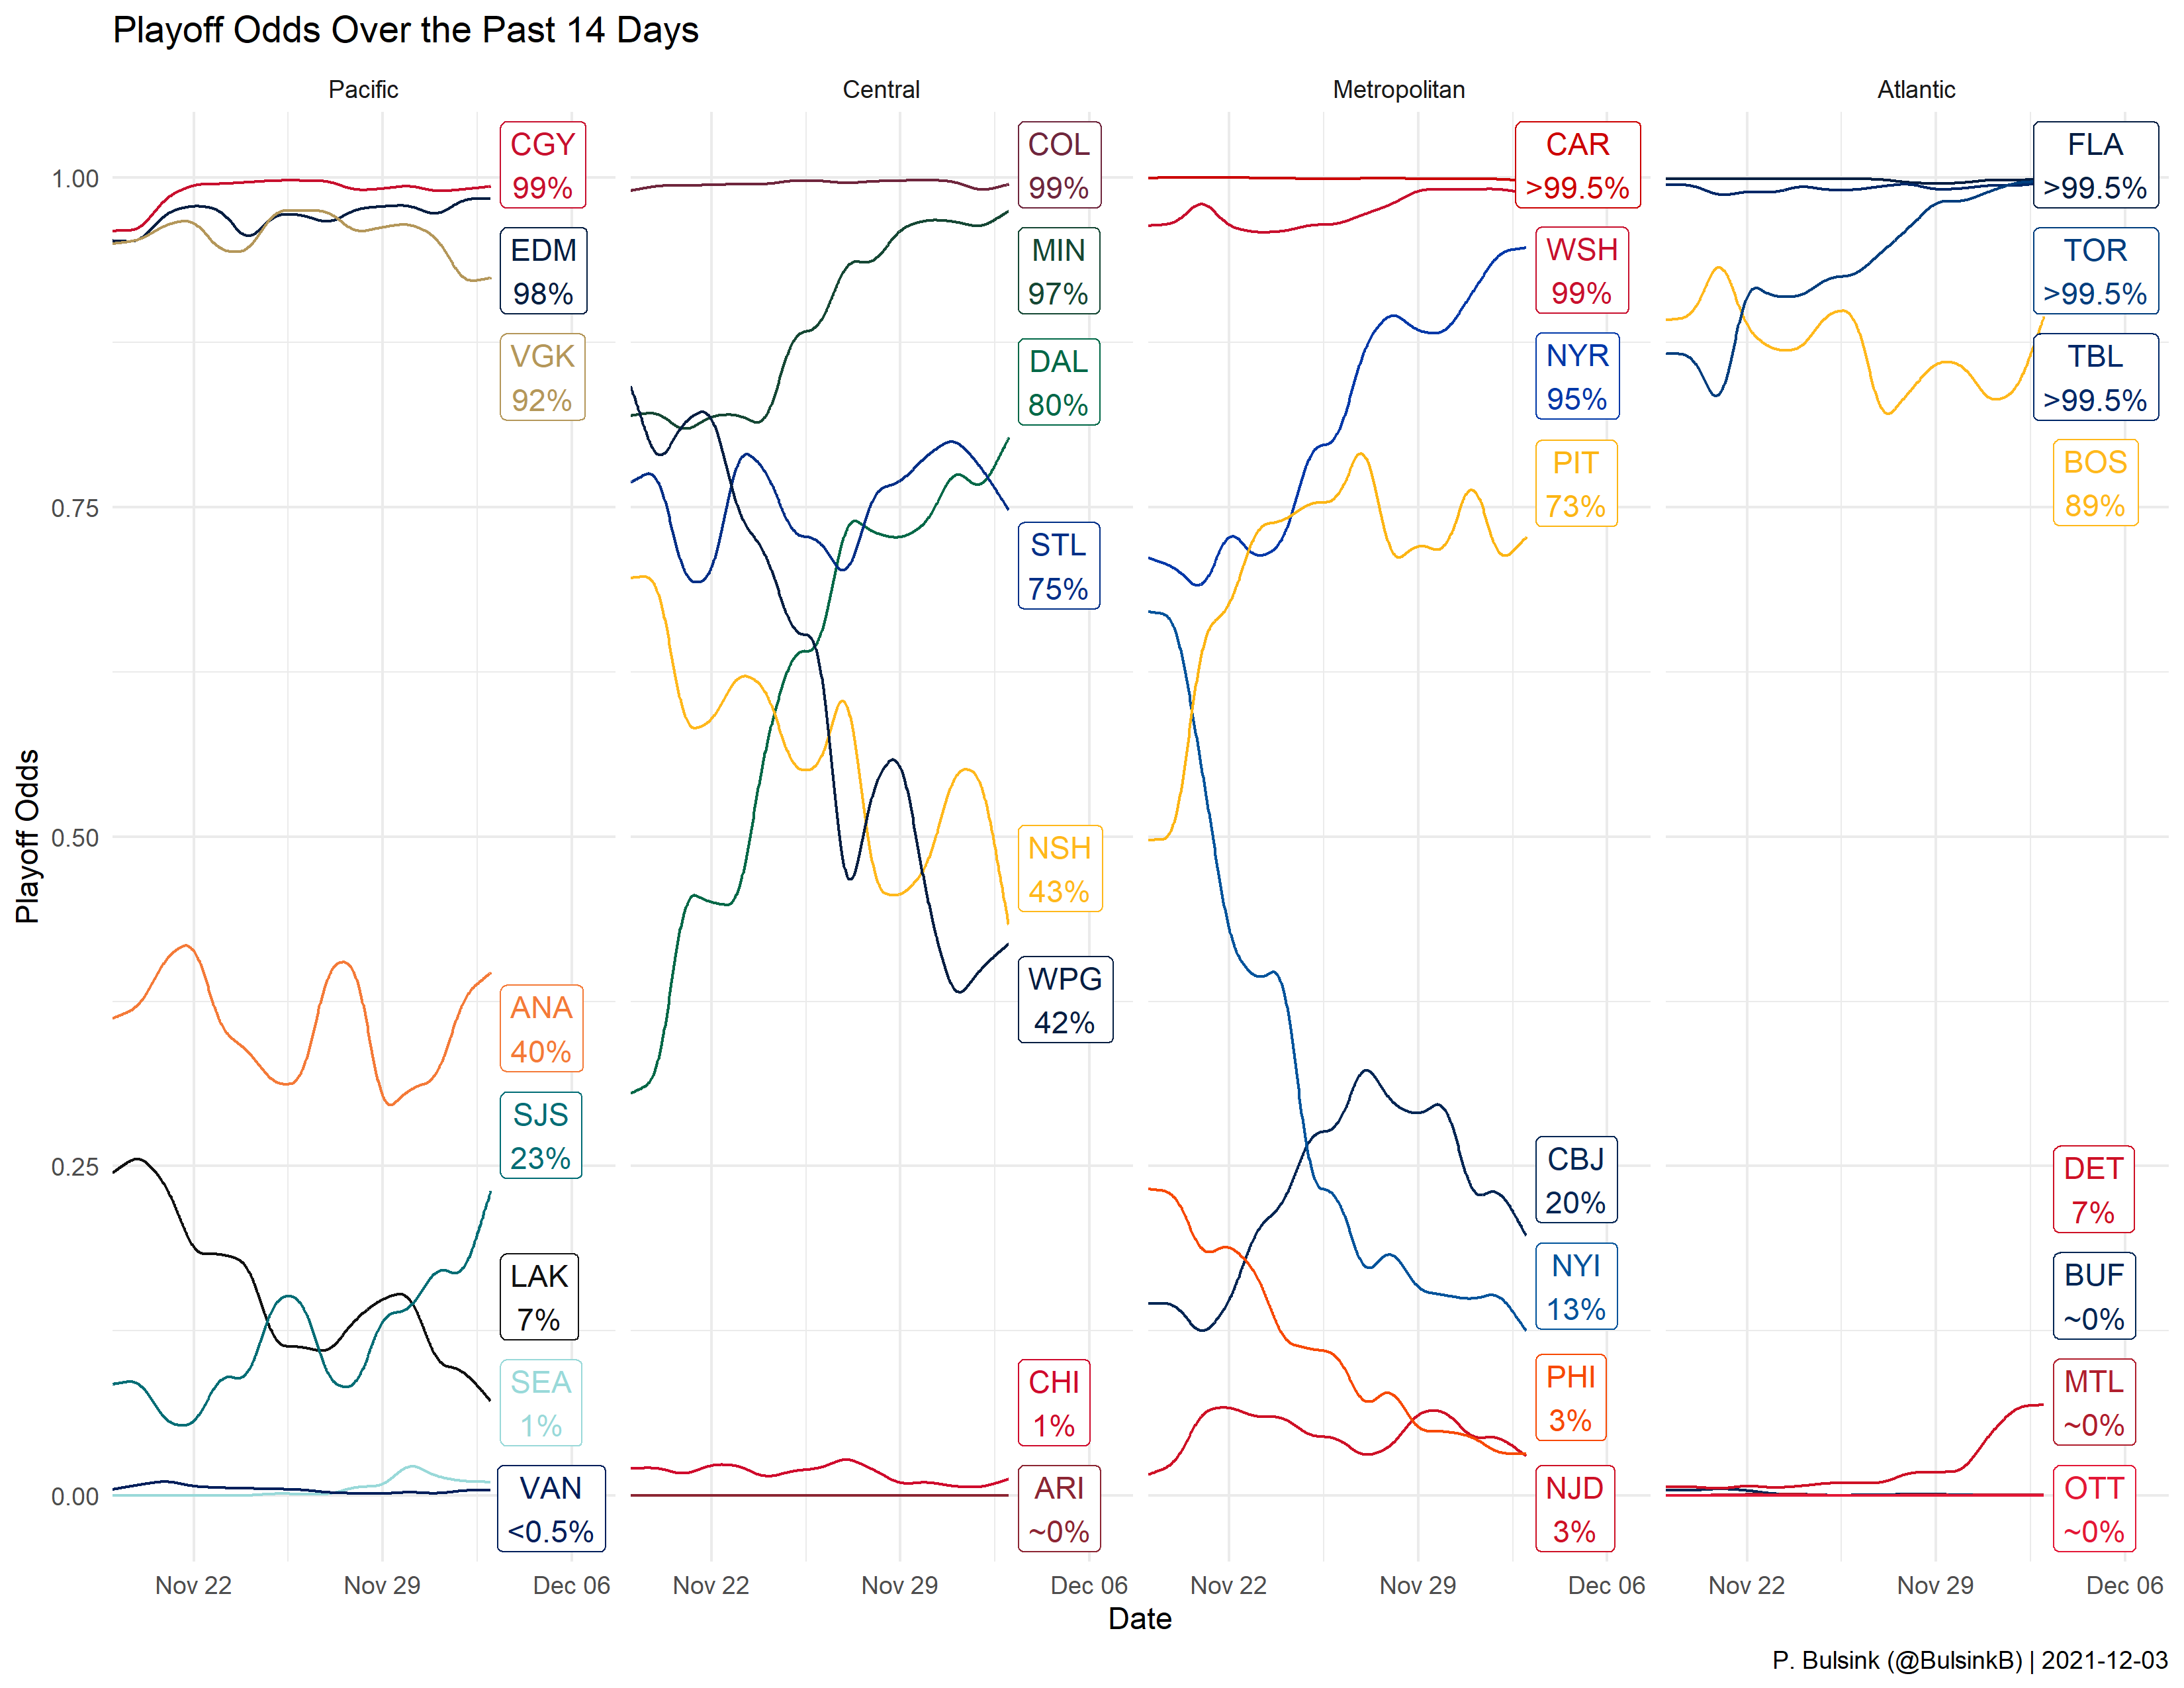 Playoff Odds Over the Past 14 Days
Pacific
Central
Metropolitan
Atlantic
Playoff Odds
1.00
0.75
0.50
0.25
0.00
CGY
99%
EDM
98%
VGK
92%
ANA
40%
SJS
23%
LAK
7%
SEA
1%
VAN
<0.5%
COL
99%
MIN
97%
DAL
80%
STL
75%
NSH
43%
WPG
42%
CHI
1%
ARI
~0%
CAR
>99.5%
WSH
99%
NYR
95%
PIT
73%
CBJ
20%
NYI
13%
PHI
3%
NJD
3%
FLA
>99.5%
TOR
>99.5%
TBL
>99.5%
BOS
89%
DET
7%
BUF
~0%
MTL
~0%
OTT
~0%
Nov 22 Nov 29 Dec 06
Nov 22 Nov 29 Dec 06
Nov 22 Nov 29 Dec 06
Nov 22 Nov 29 Dec 06
Date
P. Bulsink (@BulsinkB) | 2021-12-03